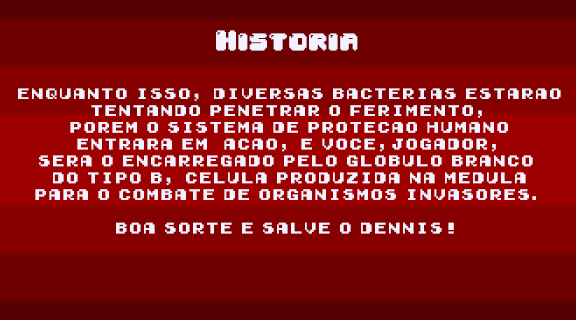 HISTORIA
ENQUANTO ISSO, DIVERSAS BACTERIAS ESTARAO
TENTANDO PENETRAR O FERIMENTO,
POREM O SISTEMA DE PROTECAO HUMANO
ENTRARA EM ACAO, E VOCE,JOGADOR,
SERA O ENCARREGADO PELO GLOBULO BRANCO
DO TIPO B, CELULA PRODUZIDA NA MEDULA
PARA O COMBATE DE ORGANISMOS INVASORES.
BOA SORTE E SALVE O DENNIS!